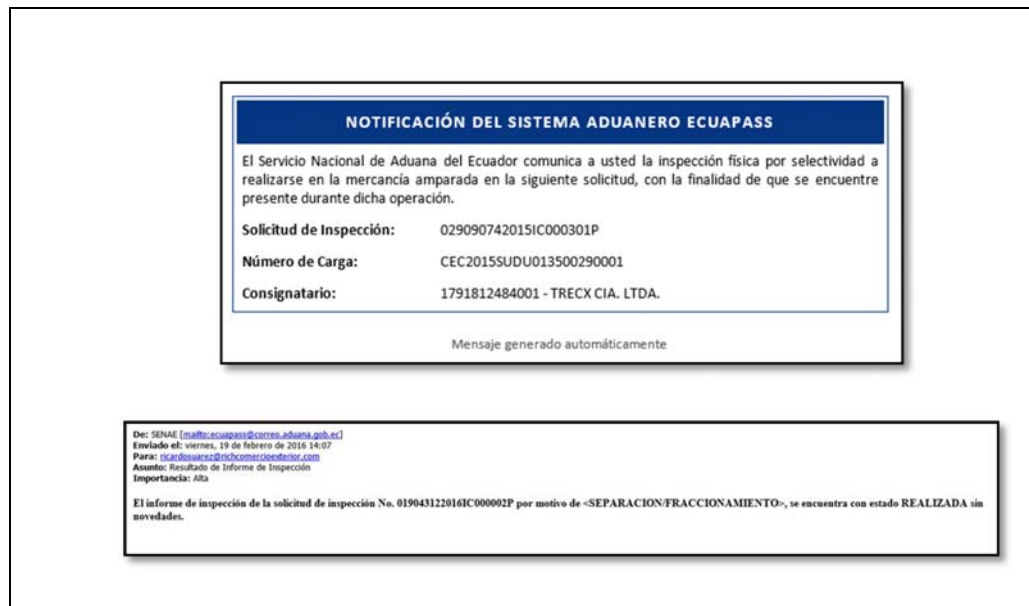 NOTIFICACIÓN DEL SISTEMA ADUANERO ECUAPASS
El Servicio Nacional de Aduana del Ecuador comunica a usted la inspección física por selectividad a
realizarse en la mercancía amparada en la siguiente solicitud, con la finalidad de que se encuentre
presente durante dicha operación.
Solicitud de Inspección: 029090742015IC000301P
Número de Carga: CEC2015SUDU013500290001
Consignatario: 1791812484001 - TRECX CIA. LTDA.
Mensaje generado automáticamente
De: SENAE [mailto:ecuapass@correo.aduana.gob.ec]
Enviado el: viernes, 19 de febrero de 2016 14:07
Para: ricardosuarez@richcomercioexterior.com
Asunto: Resultado de Informe de Inspección
Importancia: Alta
El informe de inspección de la solicitud de inspección No. 019043122016IC000002P por motivo de <SEPARACION/FRACCIONAMIENTO>, se encuentra con estado REALIZADA sin
novedades.